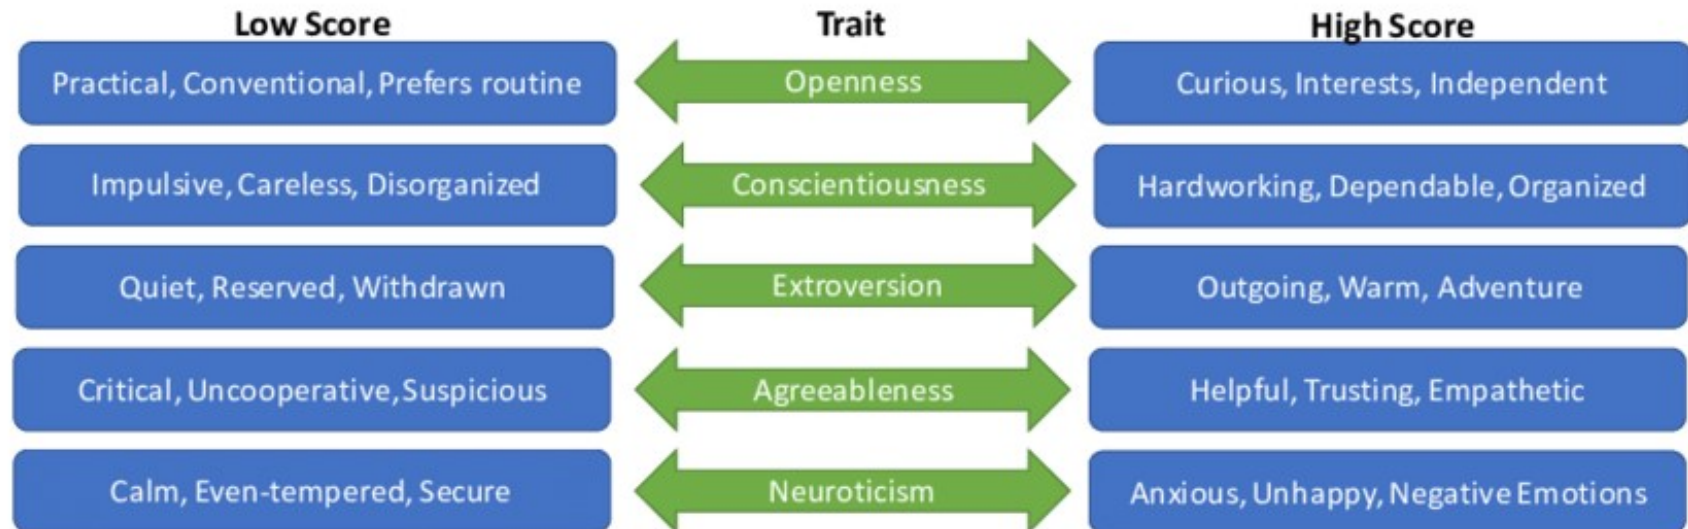 Low Score Trait High Score
Practical, Conventional, Prefers routine Openness Curious, Interests, Independent
Impulsive, Careless, Disorganized Conscientiousness Hardworking, Dependable, Organized
Quiet, Reserved, Withdrawn Extroversion Outgoing, Warm, Adventure
Critical, Uncooperative, Suspicious Agreeableness Helpful, Trusting, Empathetic
Calm, Even-tempered, Secure Neuroticism Anxious, Unhappy, Negative Emotions